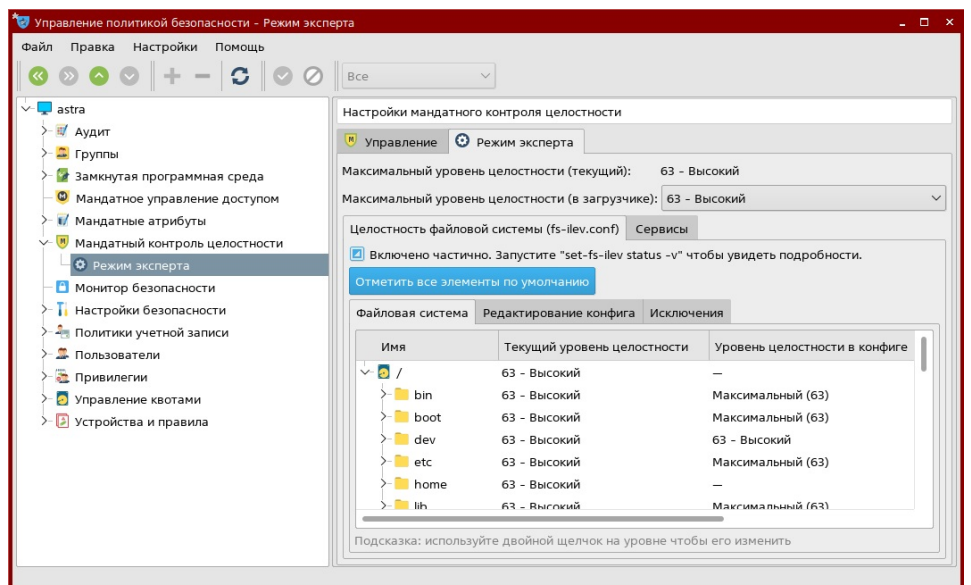 Управление политикой безопасности – Режим эксперта
Файл Правка Настройки Помощь
Все
astra
Аудит
Группы
Замкнутая программная среда
Мандатное управление доступом
Мандатные атрибуты
Мандатный контроль целостности
Режим эксперта
Монитор безопасности
Настройки безопасности
Политики учетной записи
Пользователи
Привилегии
Управление квотами
Устройства и правила
Настройки мандатного контроля целостности
Управление Режим эксперта
Максимальный уровень целостности (текущий): 63 – Высокий
Максимальный уровень целостности (в загрузчике): 63 – Высокий
Целостность файловой системы (fs-ilev.conf) Сервисы
Включено частично. Запустите "set-fs-ilev status -v" чтобы увидеть подробности.
Отметить все элементы по умолчанию
Файловая система Редактирование конфига Исключения
Имя Текущий уровень целостности Уровень целостности в конфиге
/ 63 – Высокий —
bin 63 – Высокий Максимальный (63)
boot 63 – Высокий Максимальный (63)
dev 63 – Высокий 63 – Высокий
etc 63 – Высокий Максимальный (63)
home 63 – Высокий —
lib 63 – Высокий Максимальный (63)
Подсказка: используйте двойной щелчок на уровне чтобы его изменить